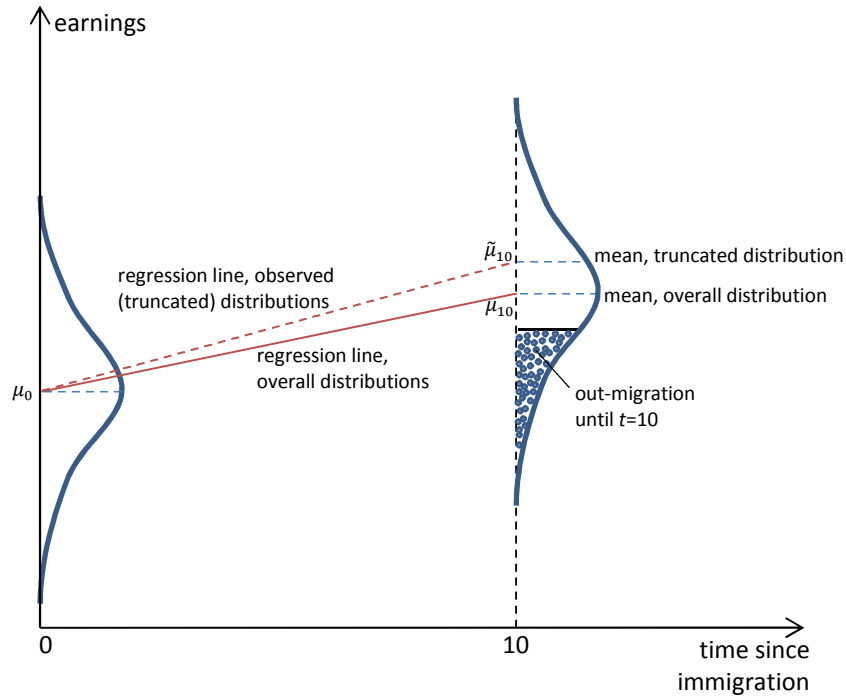 earnings
μ̃₁₀
mean, truncated distribution
regression line, observed
(truncated) distributions
μ₁₀
mean, overall distribution
regression line,
overall distributions
μ₀
out-migration
until t=10
0
10
time since
immigration